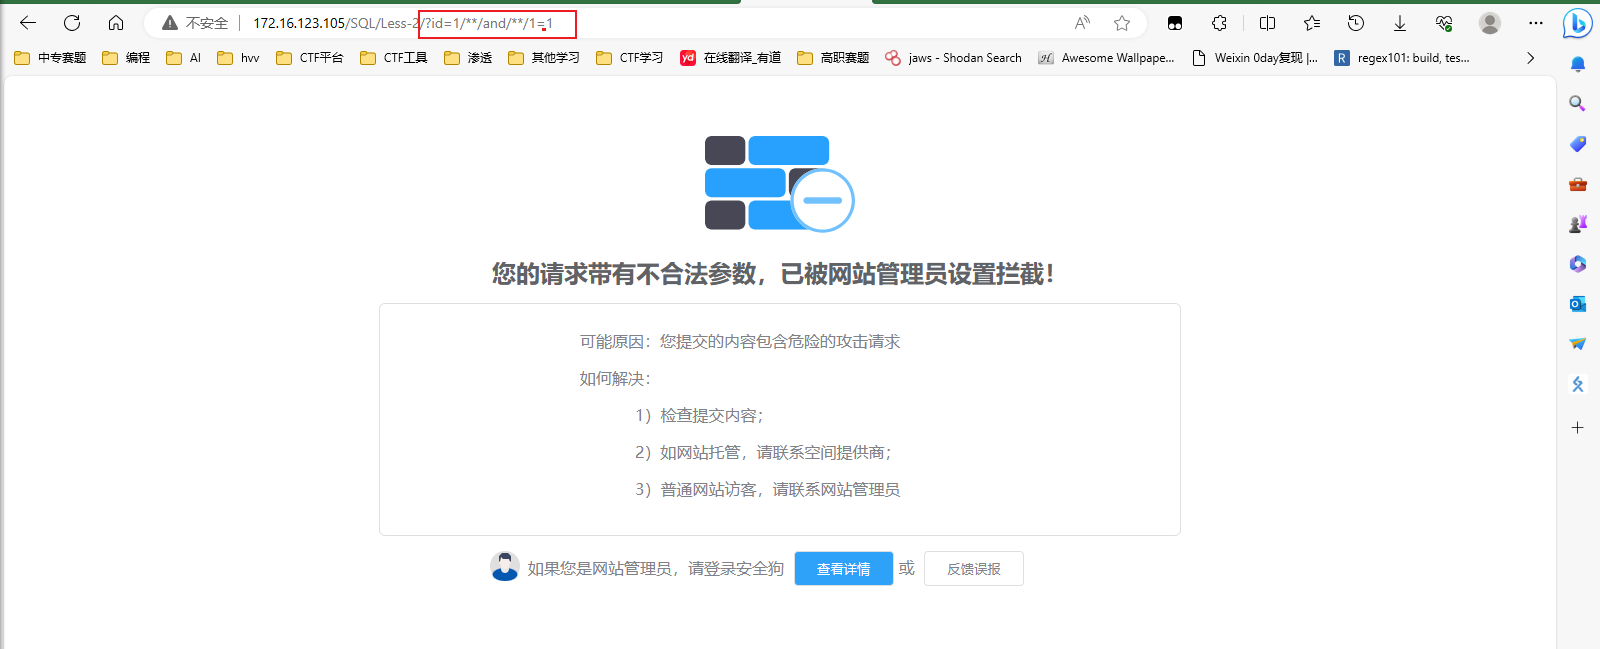 不安全
172.16.123.105/SQL/Less-2/?id=1/**/and/**/1=1
中专赛题 编程 AI hvv CTF平台 CTF工具 渗透 其他学习 CTF学习 yd 在线翻译_有道 高职赛题 jaws - Shodan Search Awesome Wallpape... Weixin 0day复现 |... R regex101: build, tes...
您的请求带有不合法参数，已被网站管理员设置拦截！
可能原因：您提交的内容包含危险的攻击请求
如何解决：
1）检查提交内容；
2）如网站托管，请联系空间提供商；
3）普通网站访客，请联系网站管理员
如果您是网站管理员，请登录安全狗 查看详情 或 反馈误报